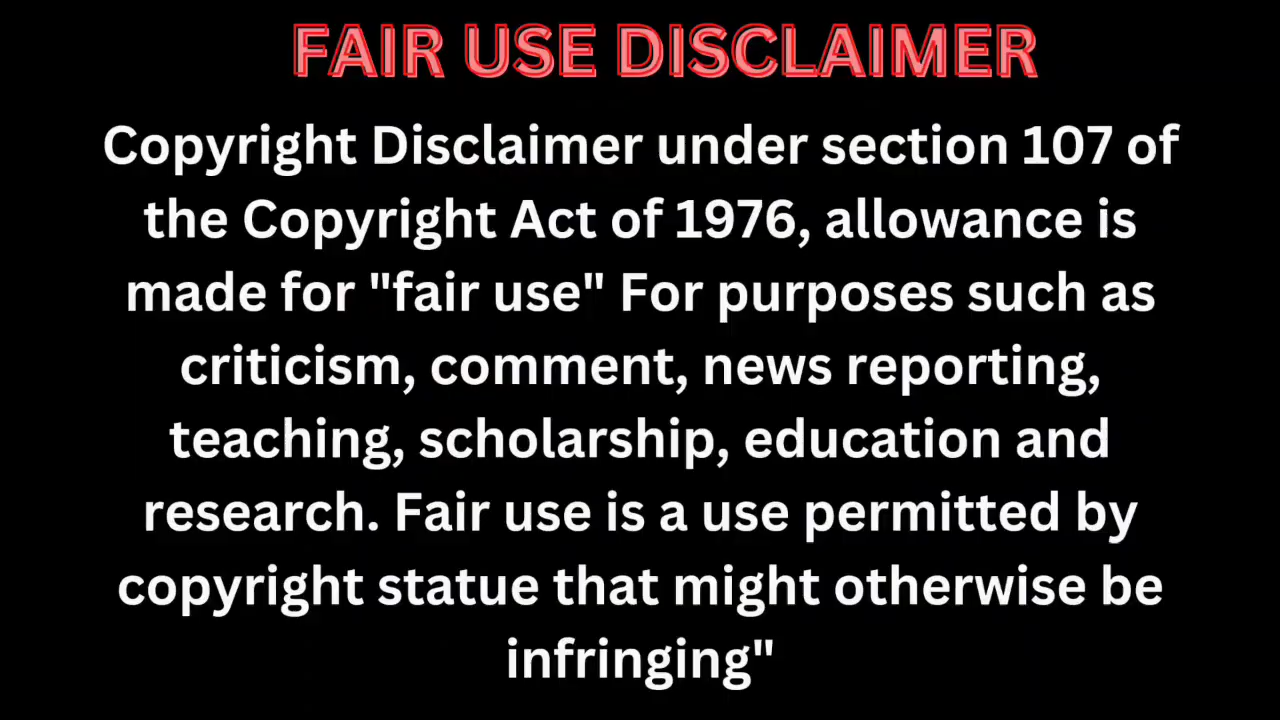 FAIR USE DISCLAIMER
Copyright Disclaimer under section 107 of
the Copyright Act of 1976, allowance is
made for "fair use" For purposes such as
criticism, comment, news reporting,
teaching, scholarship, education and
research. Fair use is a use permitted by
copyright statue that might otherwise be
infringing"